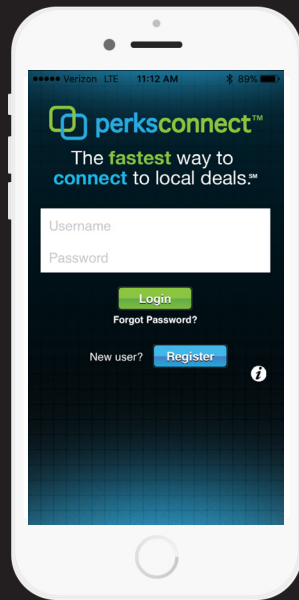 Verizon LTE 11:12 AM 89%
perksconnect™
The fastest way to
connect to local deals.℠
Username
Password
Login
Forgot Password?
New user? Register
i